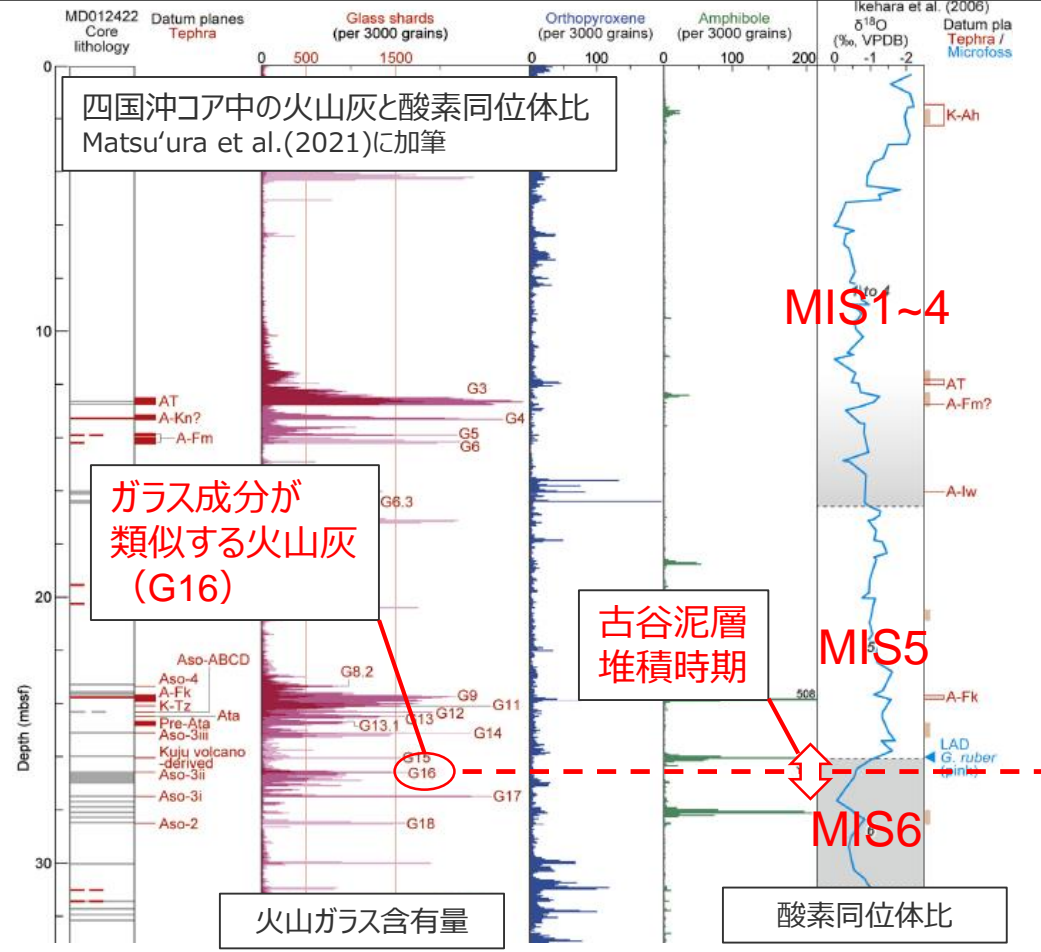 MD012422
Core
lithology
Datum planes
Tephra
Glass shards
(per 3000 grains)
0 500 1500
Orthopyroxene
(per 3000 grains)
0 100
Amphibole
(per 3000 grains)
0 100 200
Ikehara et al. (2006)
δ18O
(‰, VPDB)
0 -1 -2
Datum pla
Tephra /
Microfoss
四国沖コア中の火山灰と酸素同位体比
Matsu‘ura et al.(2021)に加筆
0
10
20
30
Depth (mbsf)
K-Ah
MIS1~4
AT
A-Fm?
A-Iw
AT
A-Kn?
A-Fm
G3
G4
G5
G6
G6.3
ガラス成分が
類似する火山灰
（G16）
古谷泥層
堆積時期
MIS5
5
Aso-ABCD
Aso-4
A-Fk
K-Tz
Ata
Pre-Ata
Aso-3iii
Kuju volcano
-derived
Aso-3ii
Aso-3i
Aso-2
G8.2
G9
G11
G12
G13
G13.1
G14
G15
G16
G17
G18
508
A-Fk
LAD
G. ruber
(pink)
MIS6
火山ガラス含有量
酸素同位体比